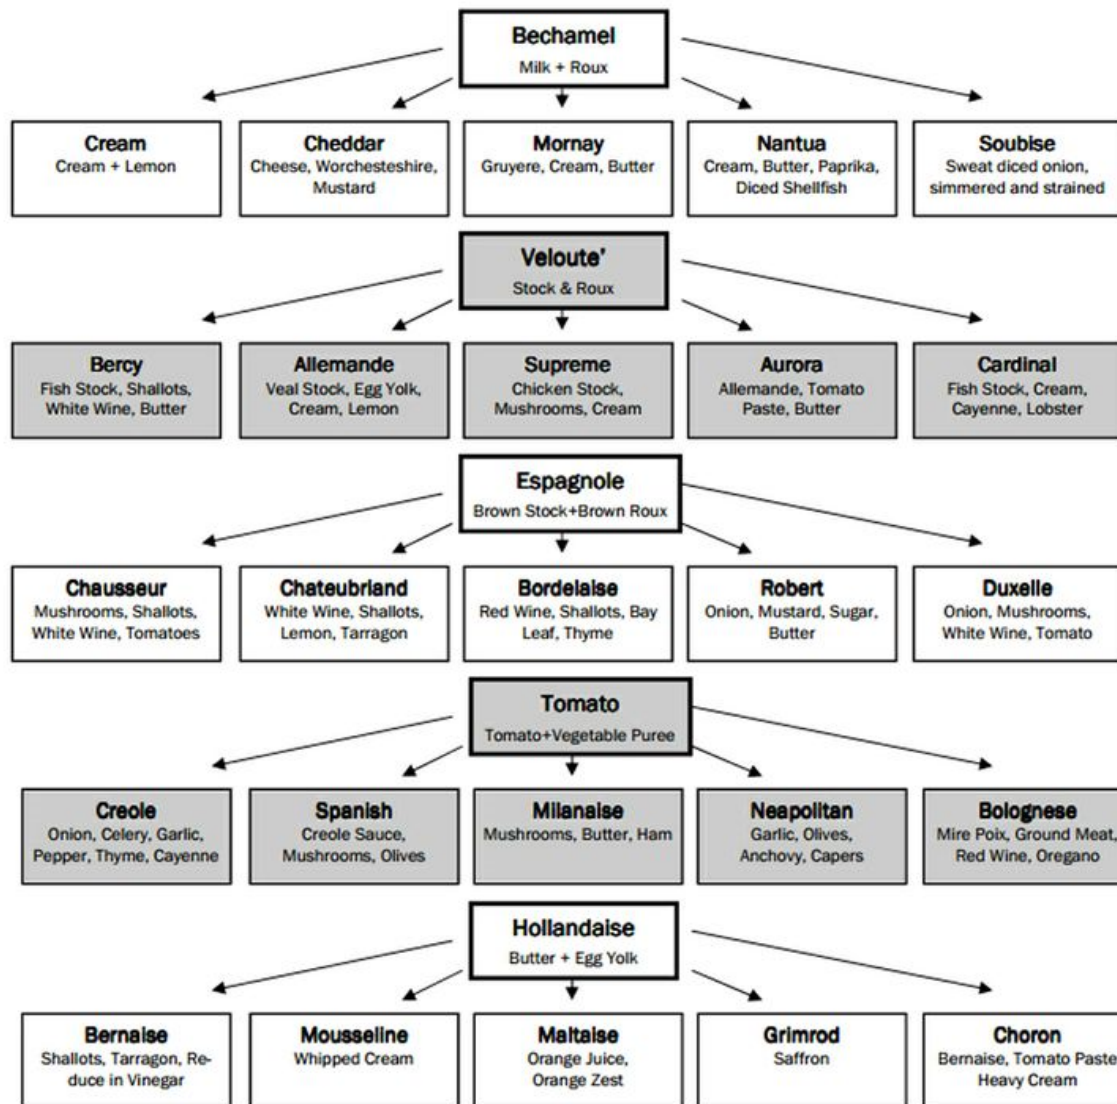 Bechamel
Milk + Roux
Cream
Cream + Lemon
Cheddar
Cheese, Worchesteshire,
Mustard
Mornay
Gruyere, Cream, Butter
Nantua
Cream, Butter, Paprika,
Diced Shellfish
Soubise
Sweat diced onion,
simmered and strained
Veloute'
Stock & Roux
Bercy
Fish Stock, Shallots,
White Wine, Butter
Allemande
Veal Stock, Egg Yolk,
Cream, Lemon
Supreme
Chicken Stock,
Mushrooms, Cream
Aurora
Allemande, Tomato
Paste, Butter
Cardinal
Fish Stock, Cream,
Cayenne, Lobster
Espagnole
Brown Stock+Brown Roux
Chausseur
Mushrooms, Shallots,
White Wine, Tomatoes
Chateubriand
White Wine, Shallots,
Lemon, Tarragon
Bordelaise
Red Wine, Shallots, Bay
Leaf, Thyme
Robert
Onion, Mustard, Sugar,
Butter
Duxelle
Onion, Mushrooms,
White Wine, Tomato
Tomato
Tomato+Vegetable Puree
Creole
Onion, Celery, Garlic,
Pepper, Thyme, Cayenne
Spanish
Creole Sauce,
Mushrooms, Olives
Milanaise
Mushrooms, Butter, Ham
Neapolitan
Garlic, Olives,
Anchovy, Capers
Bolognese
Mire Poix, Ground Meat,
Red Wine, Oregano
Hollandaise
Butter + Egg Yolk
Bernaise
Shallots, Tarragon, Re-
duce in Vinegar
Mousseline
Whipped Cream
Maltaise
Orange Juice,
Orange Zest
Grimrod
Saffron
Choron
Bernaise, Tomato Paste,
Heavy Cream